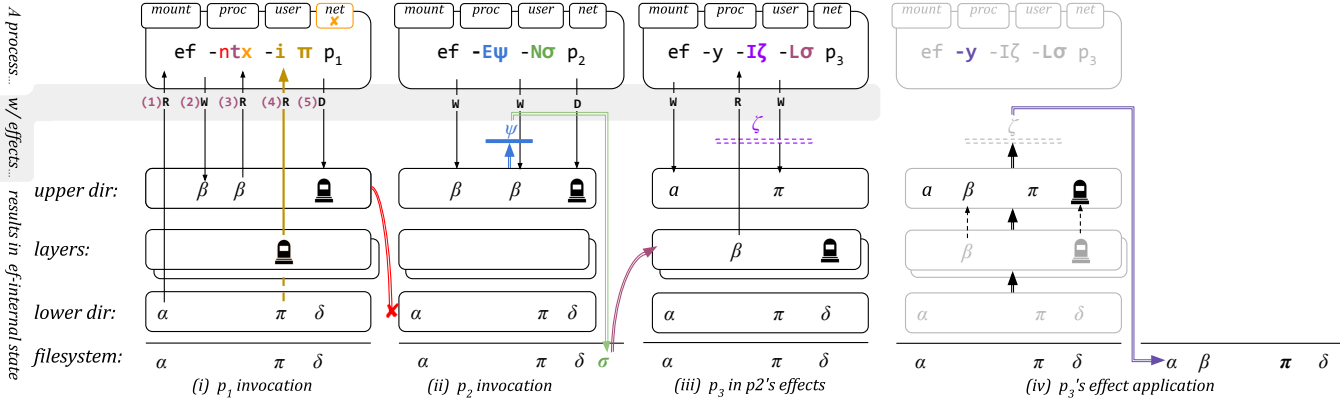 A process... w/ effects... results in ef-internal state
mount proc user net ✘
ef -ntx -i π p1
(1)R (2)W (3)R (4)R (5)D
mount proc user net
ef -Eψ -Nσ p2
W W D
ψ
mount proc user net
ef -y -Iζ -Lσ p3
W R W
ζ
mount proc user net
ef -y -Iζ -Lσ p3
ζ
upper dir: β β β β a π a β π
layers: β β
lower dir: α π δ ✘ α π δ α π δ α π δ
filesystem: α π δ α π δ σ α π δ α π δ α β π δ
(i) p1 invocation
(ii) p2 invocation
(iii) p3 in p2's effects
(iv) p3's effect application